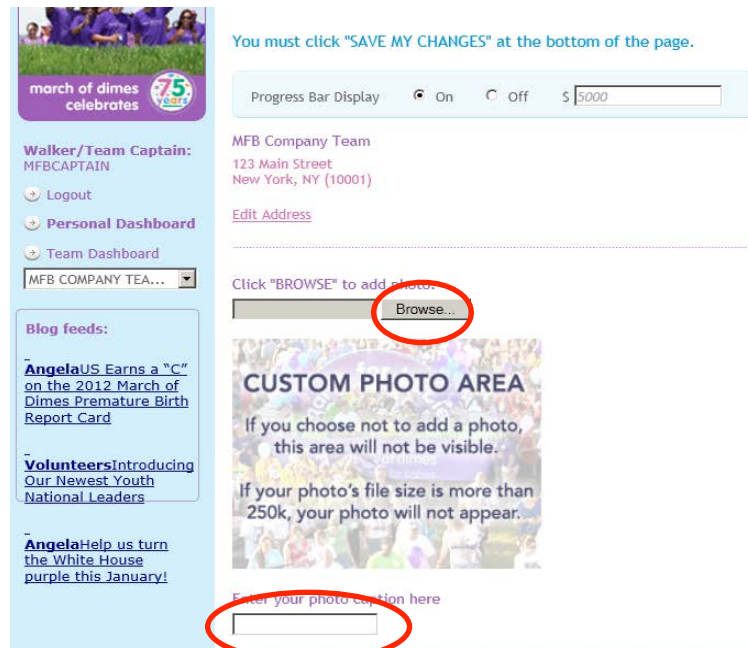 march of dimes
celebrates
75
years
Walker/Team Captain:
MFBCAPTAIN
Logout
Personal Dashboard
Team Dashboard
MFB COMPANY TEA...
Blog feeds:
AngelaUS Earns a “C”
on the 2012 March of
Dimes Premature Birth
Report Card
VolunteersIntroducing
Our Newest Youth
National Leaders
AngelaHelp us turn
the White House
purple this January!
You must click "SAVE MY CHANGES" at the bottom of the page.
Progress Bar Display On Off $ 5000
MFB Company Team
123 Main Street
New York, NY (10001)
Edit Address
Click "BROWSE" to add photo.
Browse...
CUSTOM PHOTO AREA
If you choose not to add a photo,
this area will not be visible.
If your photo's file size is more than
250k, your photo will not appear.
Enter your photo caption here